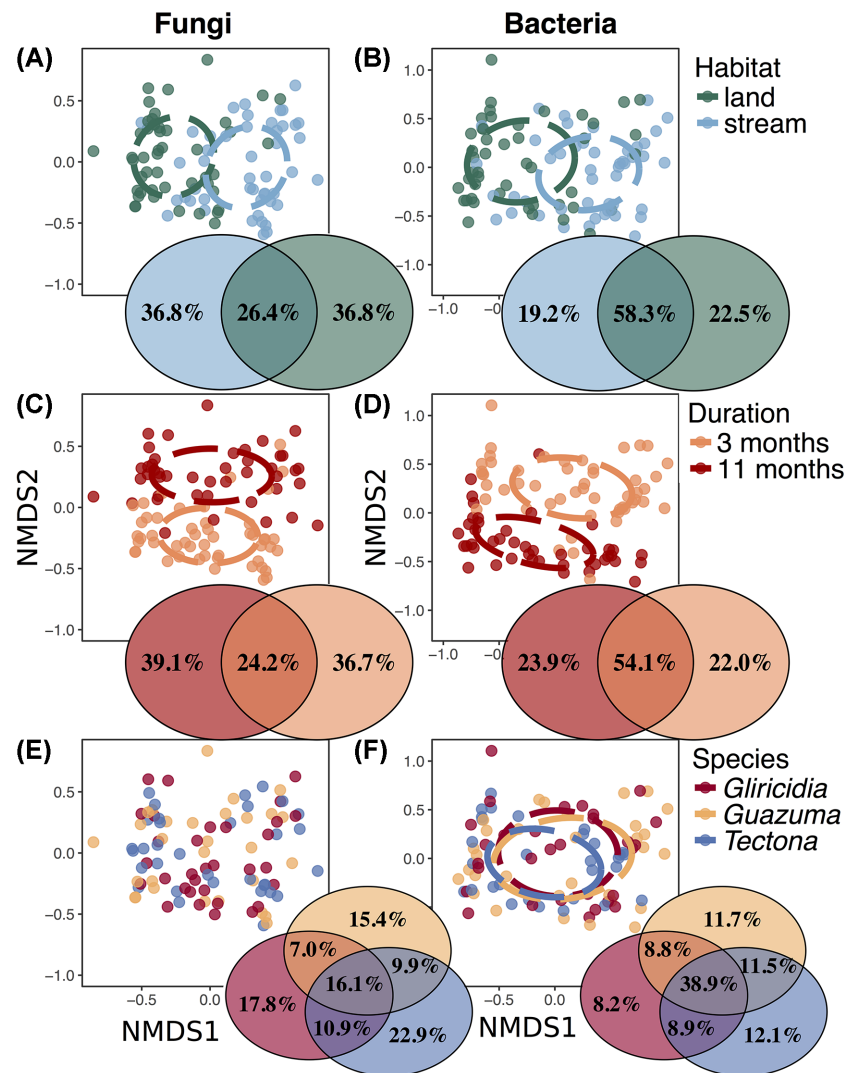 Fungi
Bacteria
(A)
(B)
Habitat
land
stream
0.5
0.0
−0.5
−1.0
1.0
0.5
0.0
−0.5
−1.0
−1.0
36.8%
26.4%
36.8%
19.2%
58.3%
22.5%
(C)
(D)
Duration
3 months
11 months
NMDS2
0.5
0.0
−0.5
−1.0
NMDS2
1.0
0.5
0.0
−0.5
−1.0
−1.0
39.1%
24.2%
36.7%
23.9%
54.1%
22.0%
(E)
(F)
Species
Gliricidia
Guazuma
Tectona
0.5
0.0
−0.5
−1.0
−0.5
0.0
NMDS1
15.4%
7.0%
9.9%
16.1%
17.8%
10.9%
22.9%
1.0
0.5
0.0
−0.5
−1.0
−1.0
−0.5
0.0
NMDS1
11.7%
8.8%
11.5%
38.9%
8.2%
8.9%
12.1%